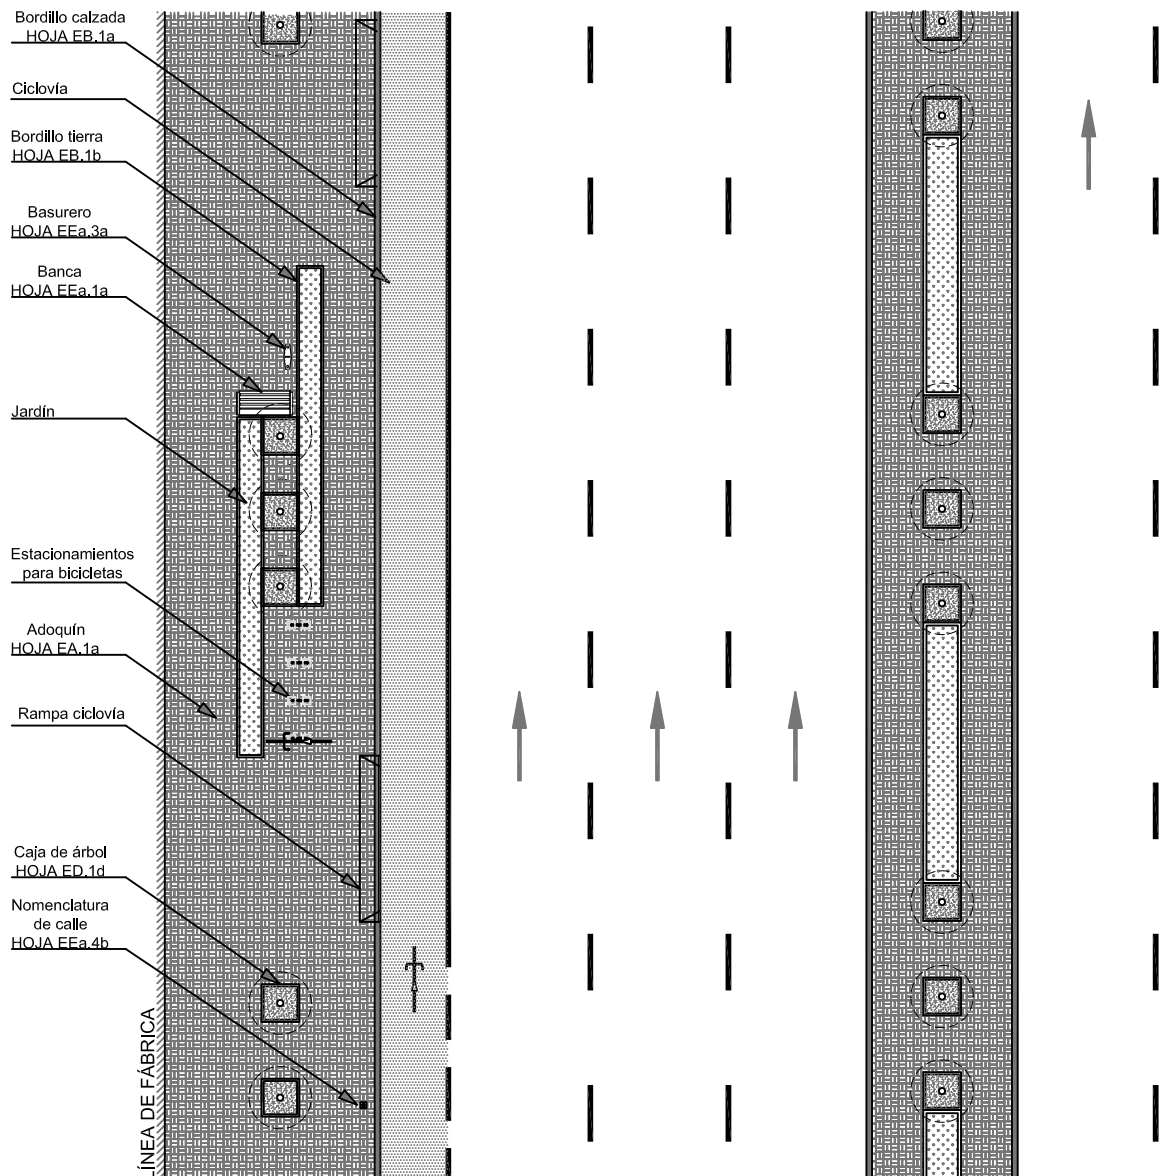 Bordillo calzada
HOJA EB.1a
Ciclovía
Bordillo tierra
HOJA EB.1b
Basurero
HOJA EEa.3a
Banca
HOJA EEa.1a
Jardín
Estacionamientos
para bicicletas
Adoquín
HOJA EA.1a
Rampa ciclovía
Caja de árbol
HOJA ED.1d
Nomenclatura
de calle
HOJA EEa.4b
LÍNEA DE FÁBRICA